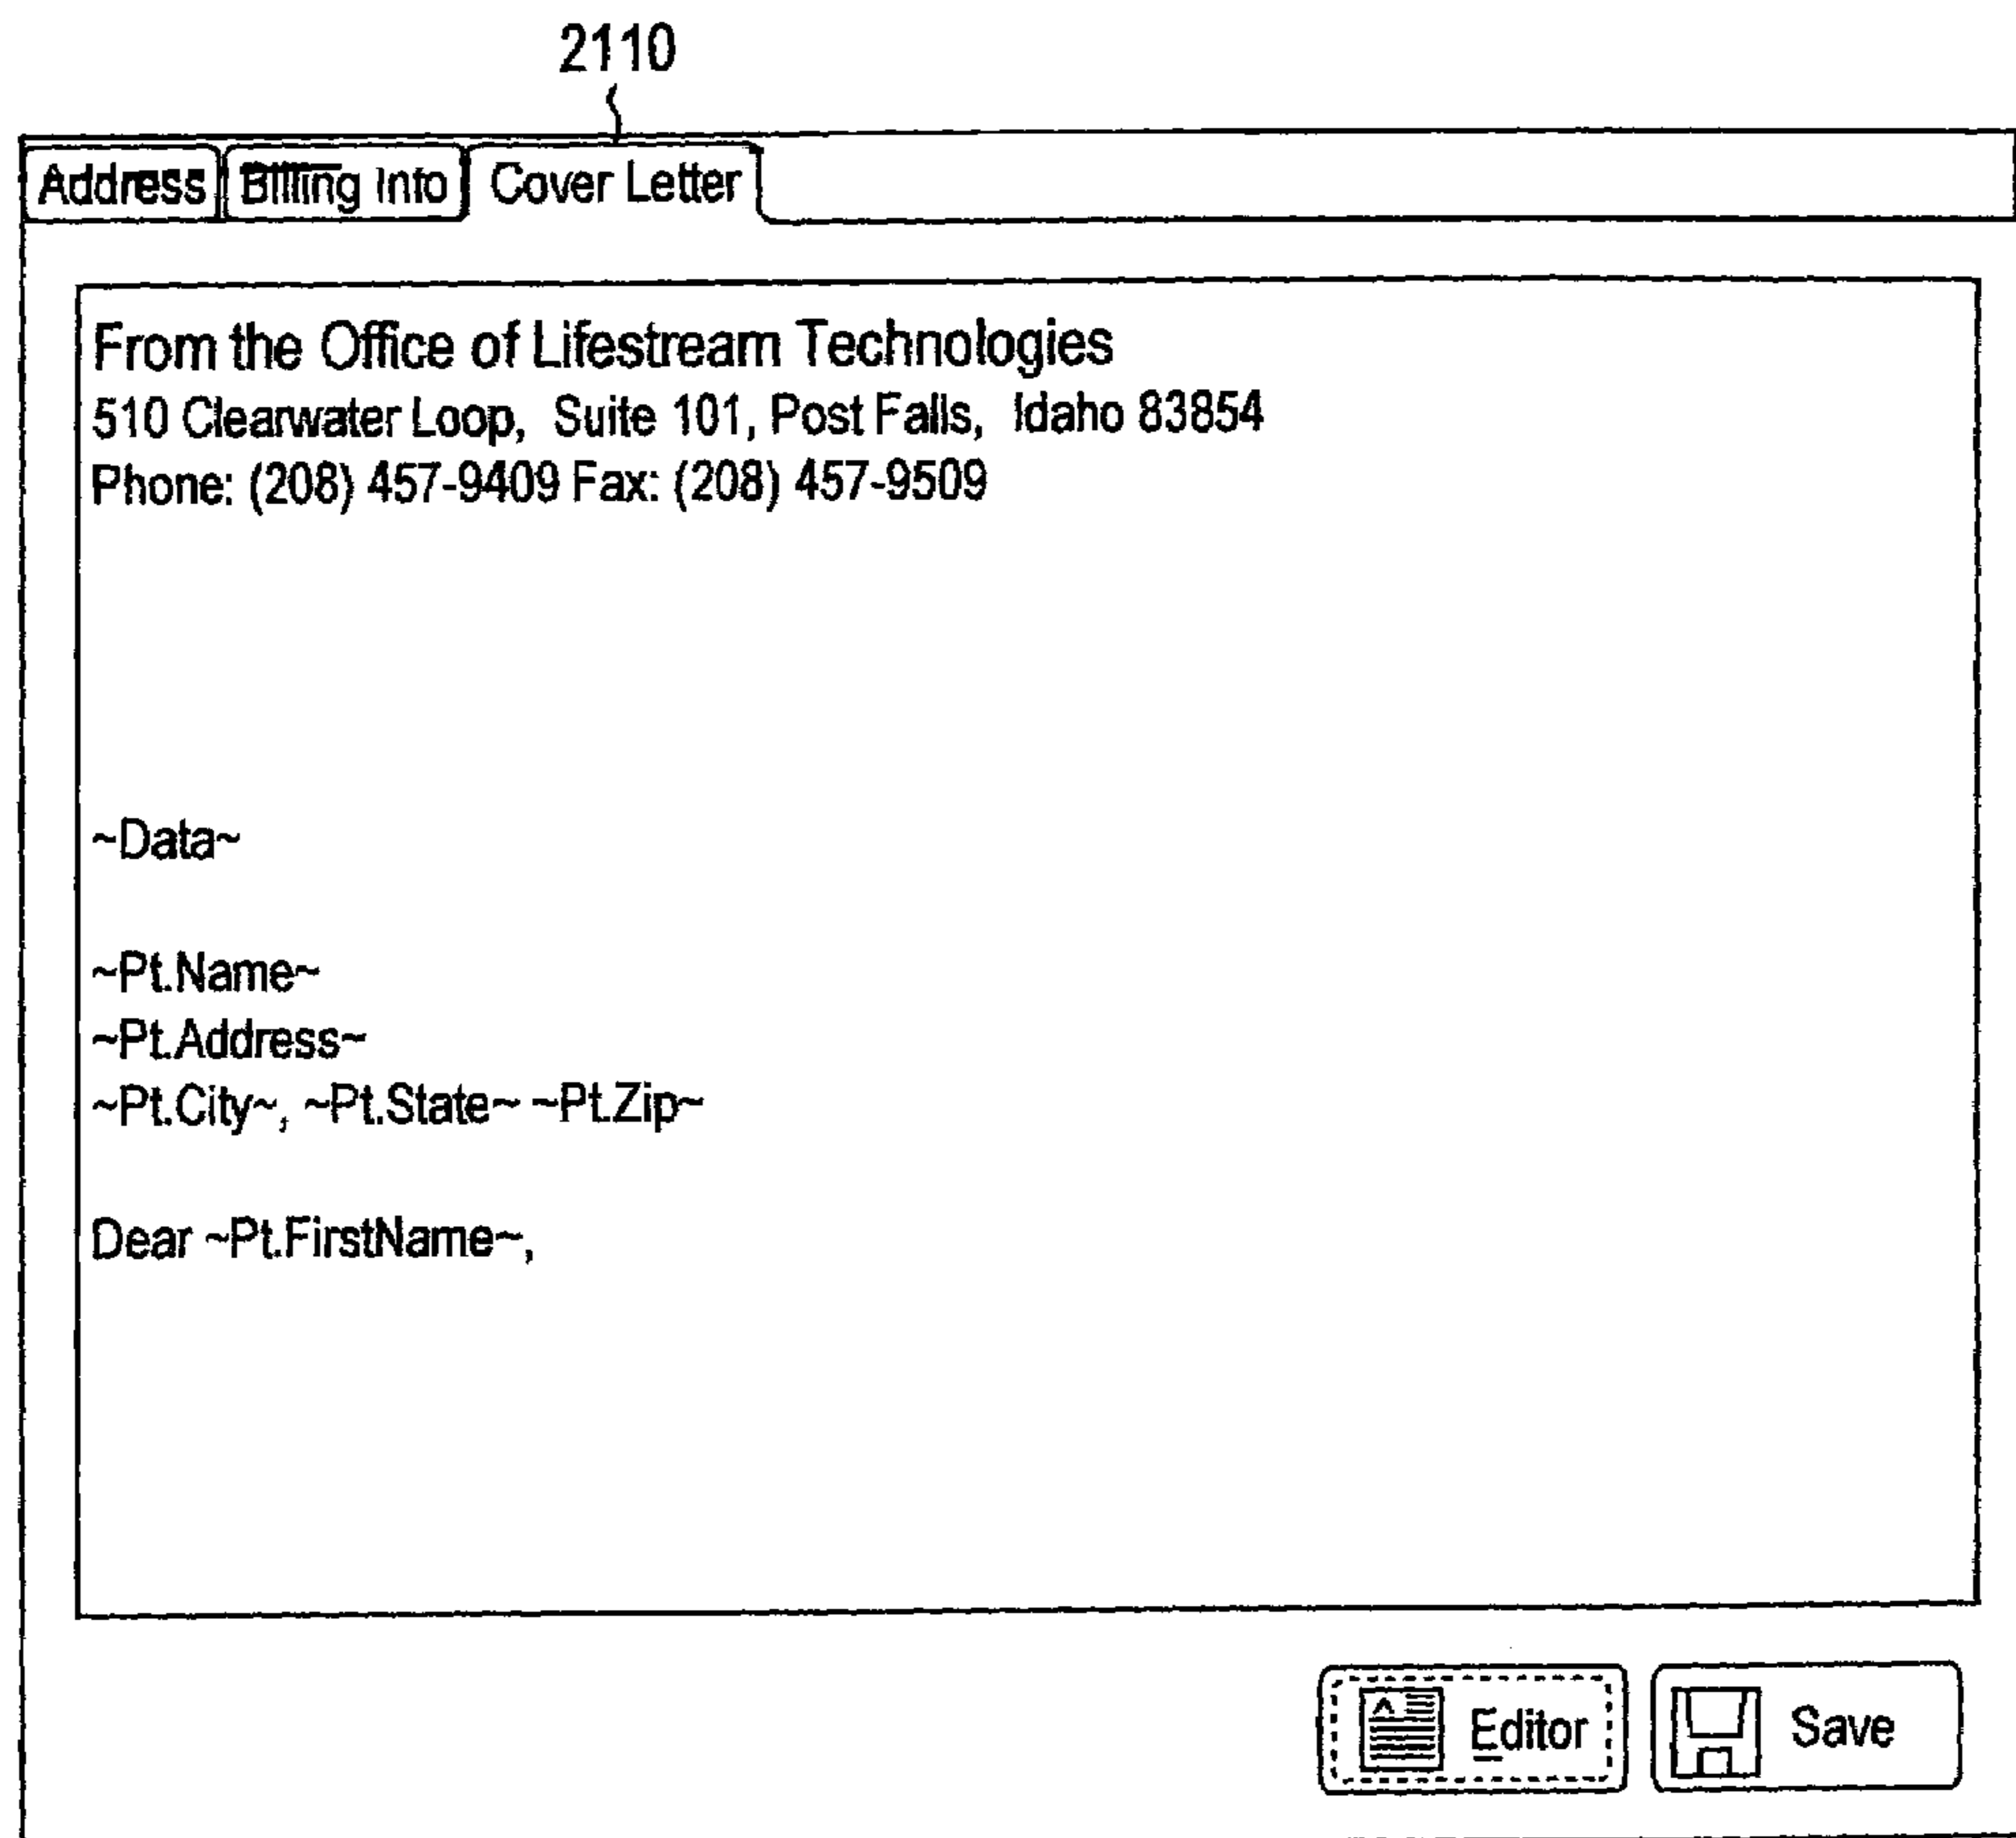 2110
Address Billing Info Cover Letter
From the Office of Lifestream Technologies
510 Clearwater Loop, Suite 101, Post Falls, Idaho 83854
Phone: (208) 457-9409 Fax: (208) 457-9509
~Data~
~Pt.Name~
~Pt.Address~
~Pt.City~, ~Pt.State~ ~Pt.Zip~
Dear ~Pt.FirstName~,
Editor Save